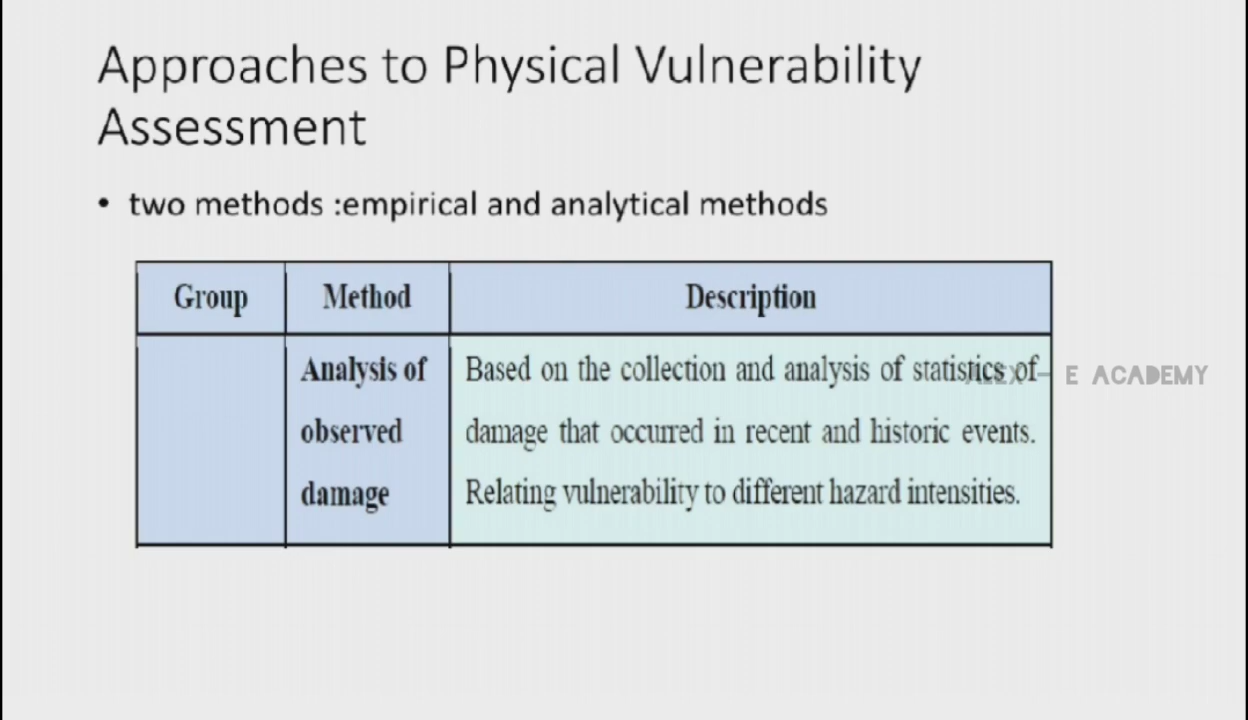 Approaches to Physical Vulnerability
Assessment
• two methods :empirical and analytical methods
Group Method Description
Analysis of
observed
damage
Based on the collection and analysis of statistics of
damage that occurred in recent and historic events.
Relating vulnerability to different hazard intensities.
E ACADEMY